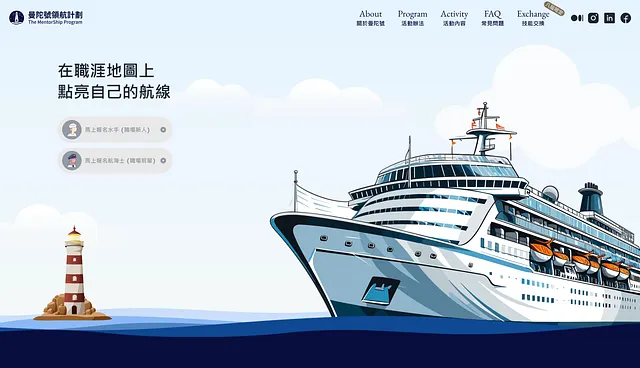 曼陀號領航計劃
The MentorShip Program
About
關於曼陀號
Program
活動辦法
Activity
活動內容
FAQ
常見問題
Exchange
技能交換
在職涯地圖上
點亮自己的航線
馬上報名水手 (職場新人)
馬上報名航海士 (職場前輩)